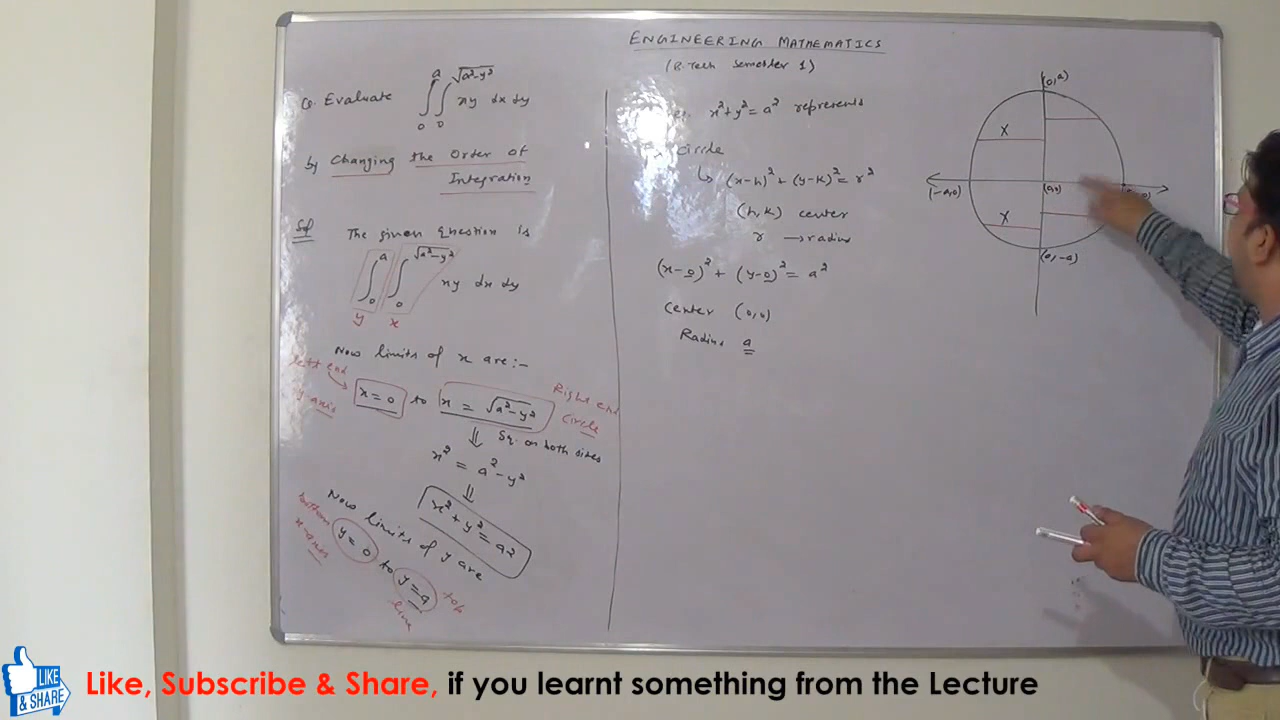 ENGINEERING MATHEMATICS
(B.Tech Semester 1)
Q. Evaluate ∫₀ᵃ ∫₀^√(a²-y²) xy dx dy
by Changing the Order of
Integration
Sol The given question is
∫₀ᵃ ∫₀^√(a²-y²) xy dx dy
y x
Now limits of x are:-
left end
y-axis
x = 0 to x = √(a²-y²)
Right end
circle
⇓ Sq. on both sides
x² = a² - y²
⇓
x² + y² = a²
Now limits of y are
bottom
x-axis
y = 0 to y = a
top
line
x² + y² = a² represents
circle
↳ (x-h)² + (y-k)² = r²
(h, k) center
r → radius
(x-0)² + (y-0)² = a²
center (0,0)
Radius a
(0,a)
X
(-a,0) (0,0)
X
(0,-a)
LIKE
& SHARE
Like, Subscribe & Share, if you learnt something from the Lecture